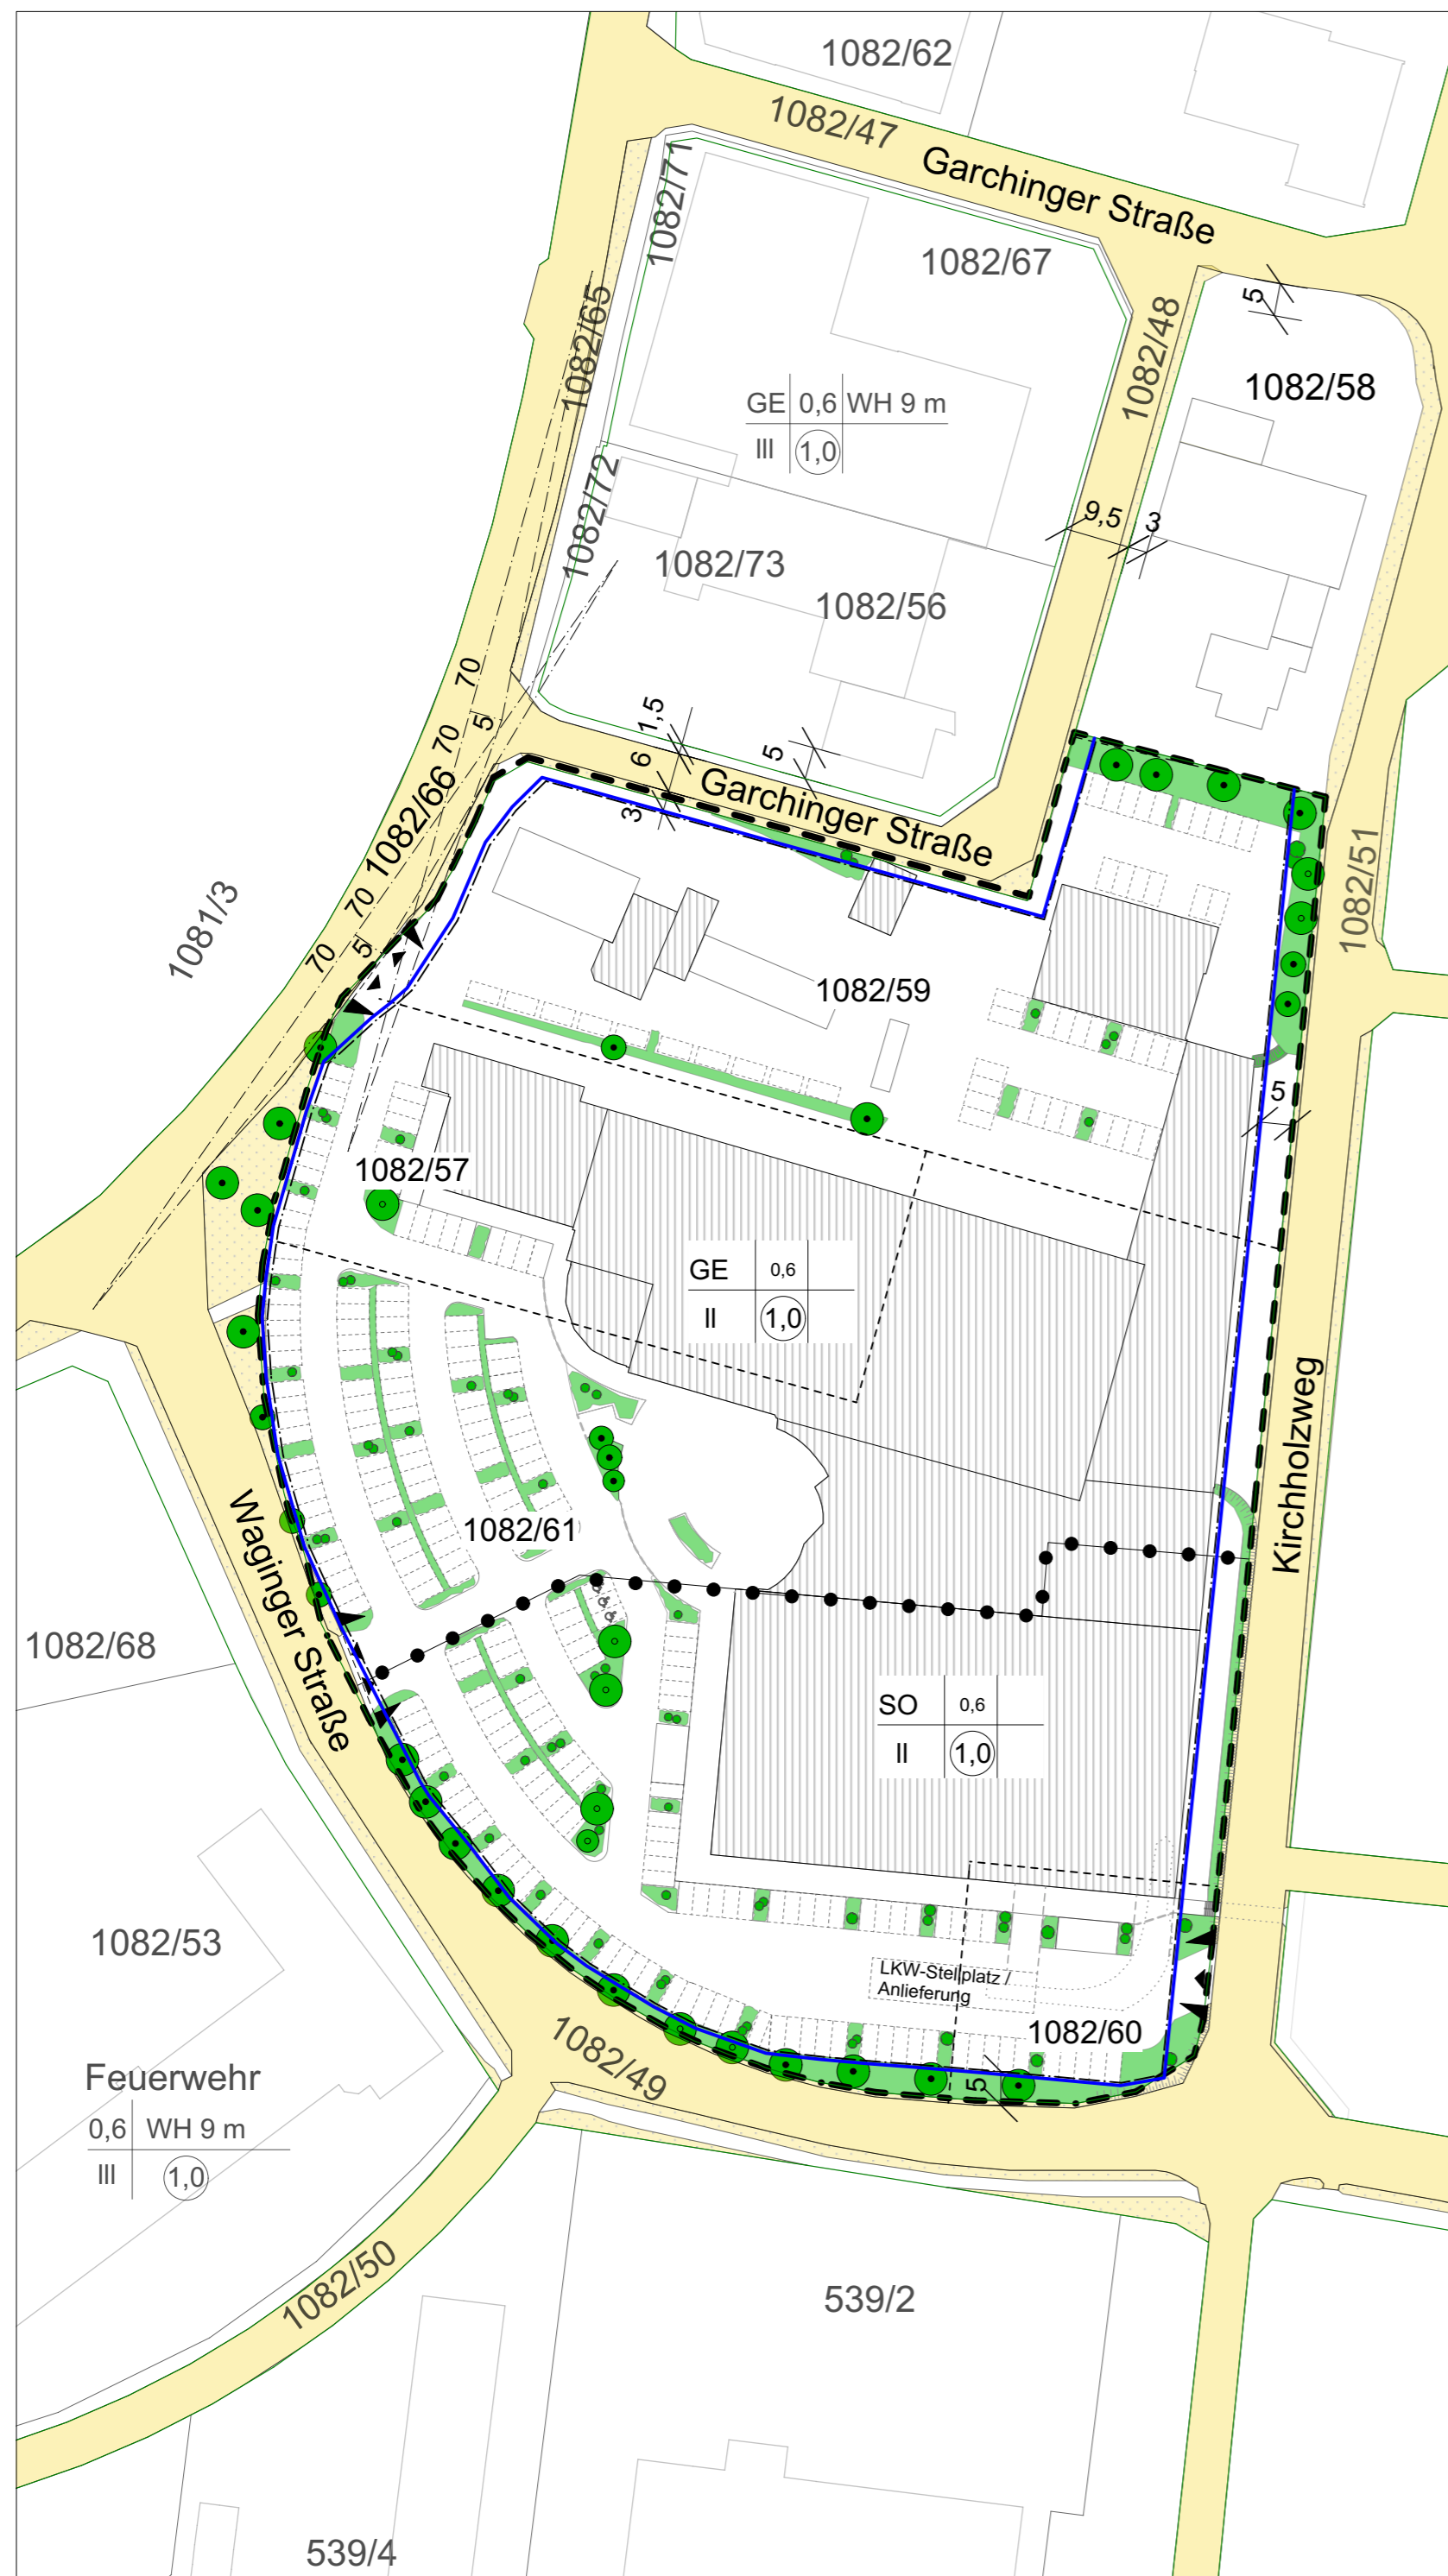 1082/62
1082/47
Garchinger Straße
1082/71
1082/67
1082/65
1082/48
5
1082/58
GE 0,6 WH 9 m
III 1,0
1082/72
9,5
3
1082/73
1082/56
70
5
70
1,5
6
5
Garchinger Straße
3
1082/66
1082/51
70
5
70
1081/3
1082/59
5
1082/57
GE 0,6
II 1,0
Kirchholzweg
1082/61
Waginger Straße
1082/68
SO 0,6
II 1,0
LKW-Stellplatz /
Anlieferung
1082/53
1082/60
5
1082/49
Feuerwehr
0,6 WH 9 m
III 1,0
1082/50
539/2
539/4